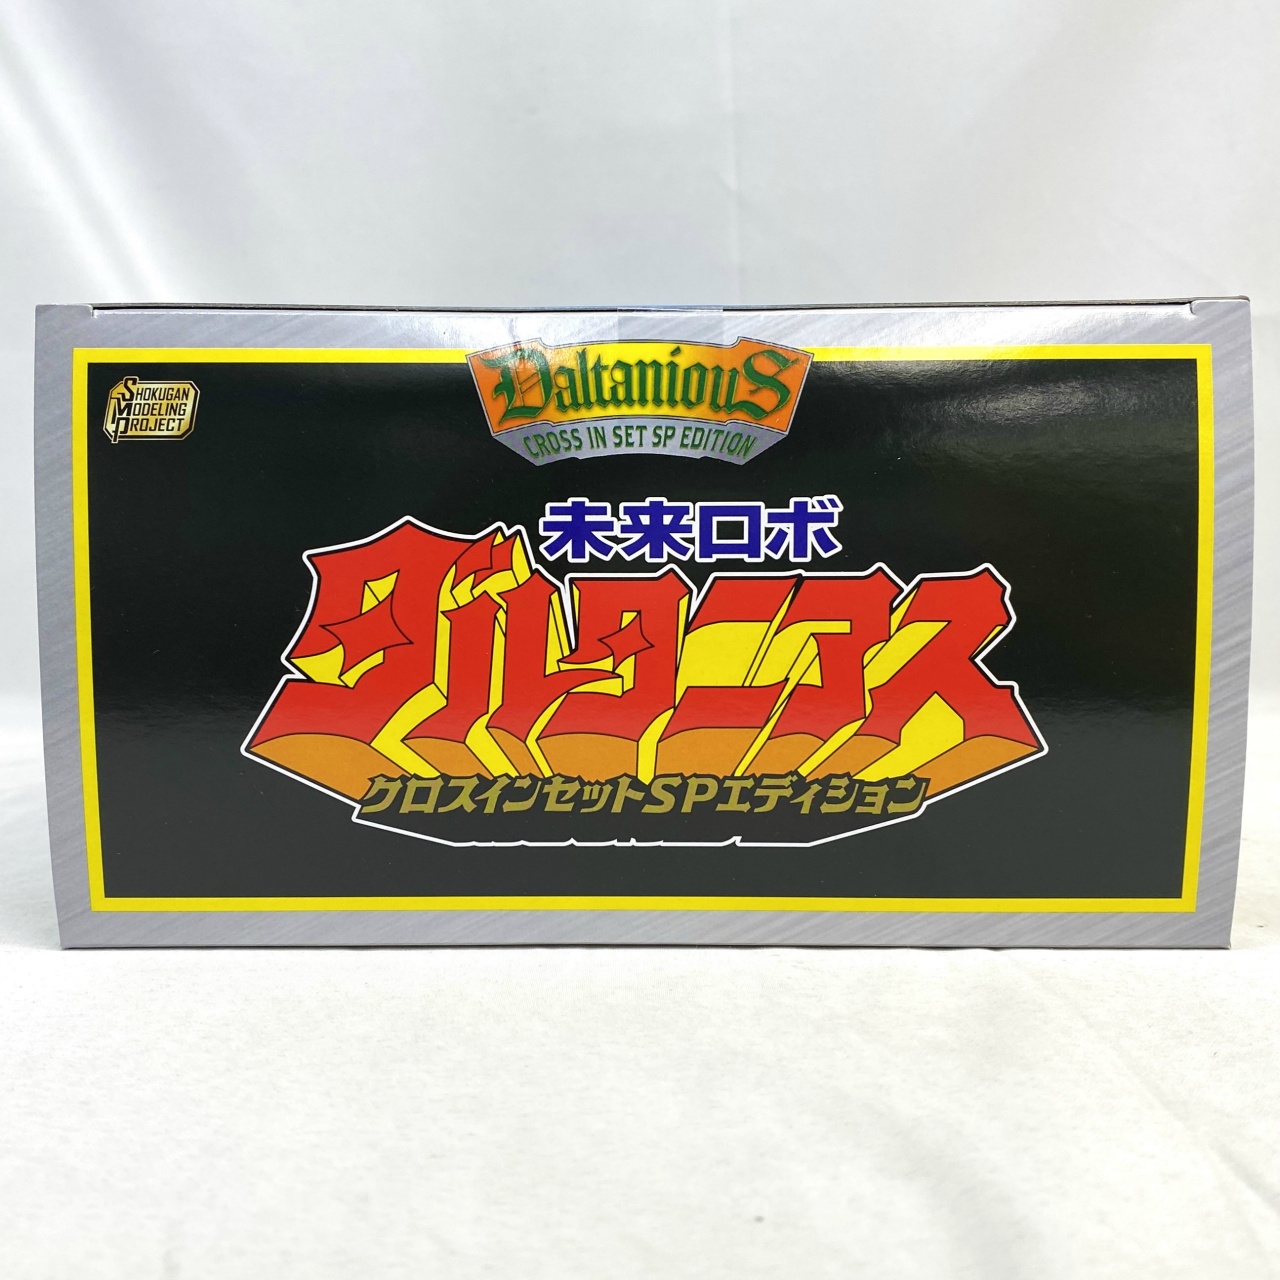 SHOKUGAN
MODELING
PROJECT
DaltaniouS
CROSS IN SET SP EDITION
未来ロボ
ダルタニアス
クロスインセットSPエディション